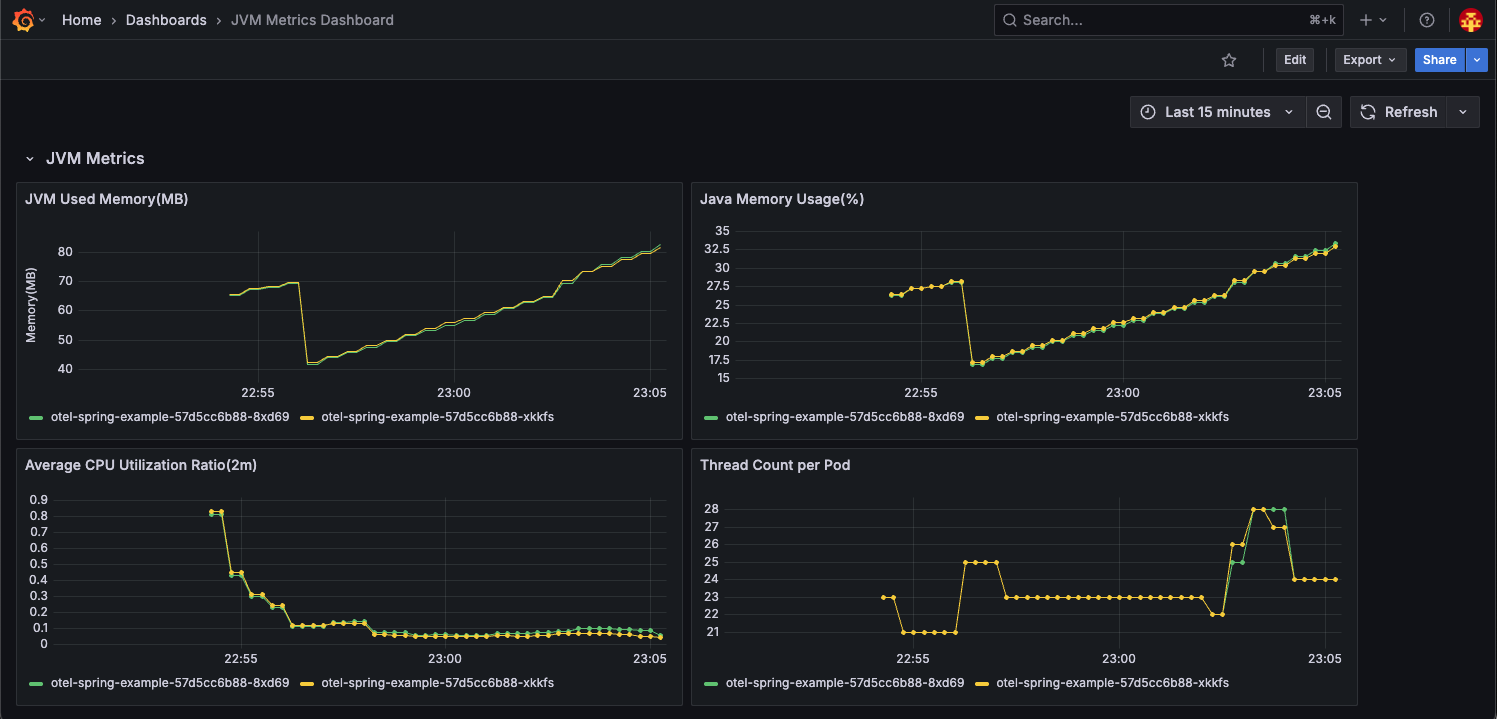 Home › Dashboards › JVM Metrics Dashboard
Search...
⌘+k
Edit
Export
Share
Last 15 minutes
Refresh
JVM Metrics
JVM Used Memory(MB)
Memory(MB)
80
70
60
50
40
22:55
23:00
23:05
otel-spring-example-57d5cc6b88-8xd69
otel-spring-example-57d5cc6b88-xkkfs
Java Memory Usage(%)
35
32.5
30
27.5
25
22.5
20
17.5
15
22:55
23:00
23:05
otel-spring-example-57d5cc6b88-8xd69
otel-spring-example-57d5cc6b88-xkkfs
Average CPU Utilization Ratio(2m)
0.9
0.8
0.7
0.6
0.5
0.4
0.3
0.2
0.1
0
22:55
23:00
23:05
otel-spring-example-57d5cc6b88-8xd69
otel-spring-example-57d5cc6b88-xkkfs
Thread Count per Pod
28
27
26
25
24
23
22
21
22:55
23:00
23:05
otel-spring-example-57d5cc6b88-8xd69
otel-spring-example-57d5cc6b88-xkkfs